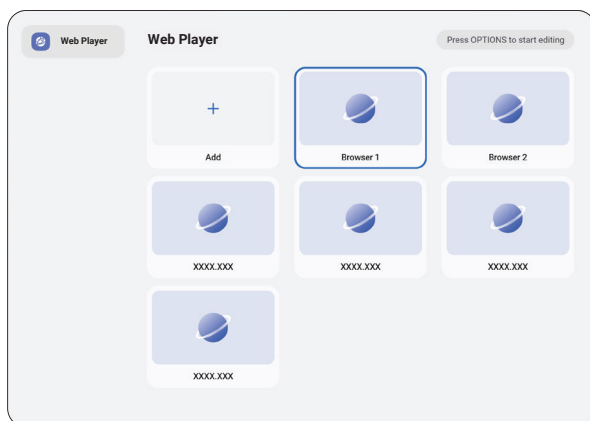 Web Player
Web Player
Press OPTIONS to start editing
Add
Browser 1
Browser 2
XXXX.XXX
XXXX.XXX
XXXX.XXX
XXXX.XXX